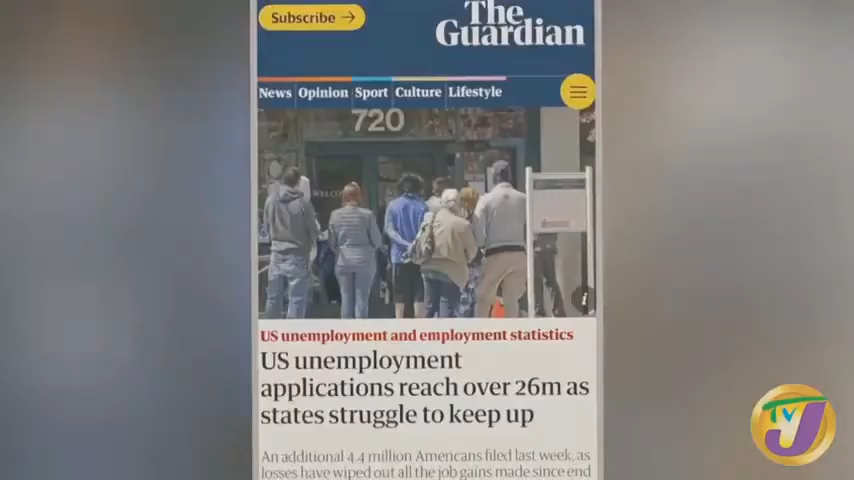 Subscribe →
The
Guardian
News Opinion Sport Culture Lifestyle
720
WELCO
US unemployment and employment statistics
US unemployment
applications reach over 26m as
states struggle to keep up
An additional 4.4 million Americans filed last week, as
losses have wiped out all the job gains made since end
TVJ